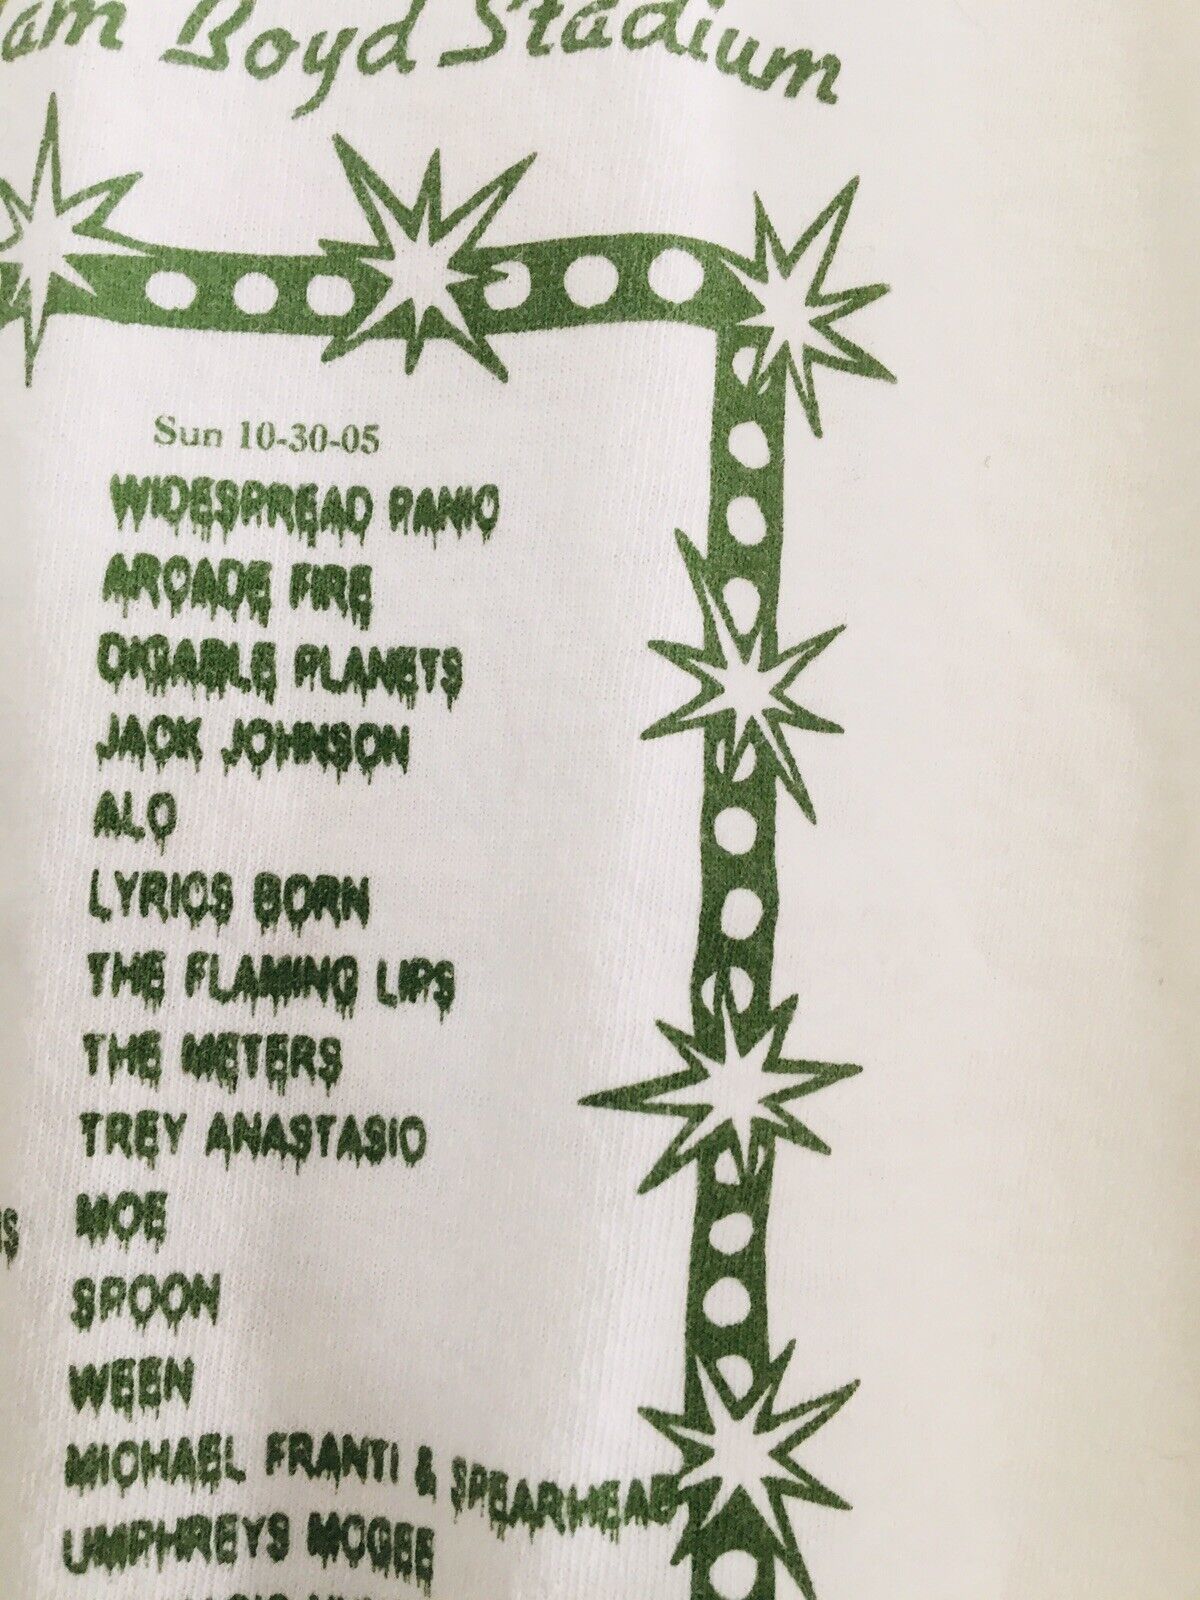 am Boyd Stadium
Sun 10-30-05
WIDESPREAD PANIC
ARCADE FIRE
DIGABLE PLANETS
JACK JOHNSON
ALO
LYRICS BORN
THE FLAMING LIPS
THE METERS
TREY ANASTASIO
MOE
SPOON
WEEN
MICHAEL FRANTI & SPEARHEAD
UMPHREYS MCGEE